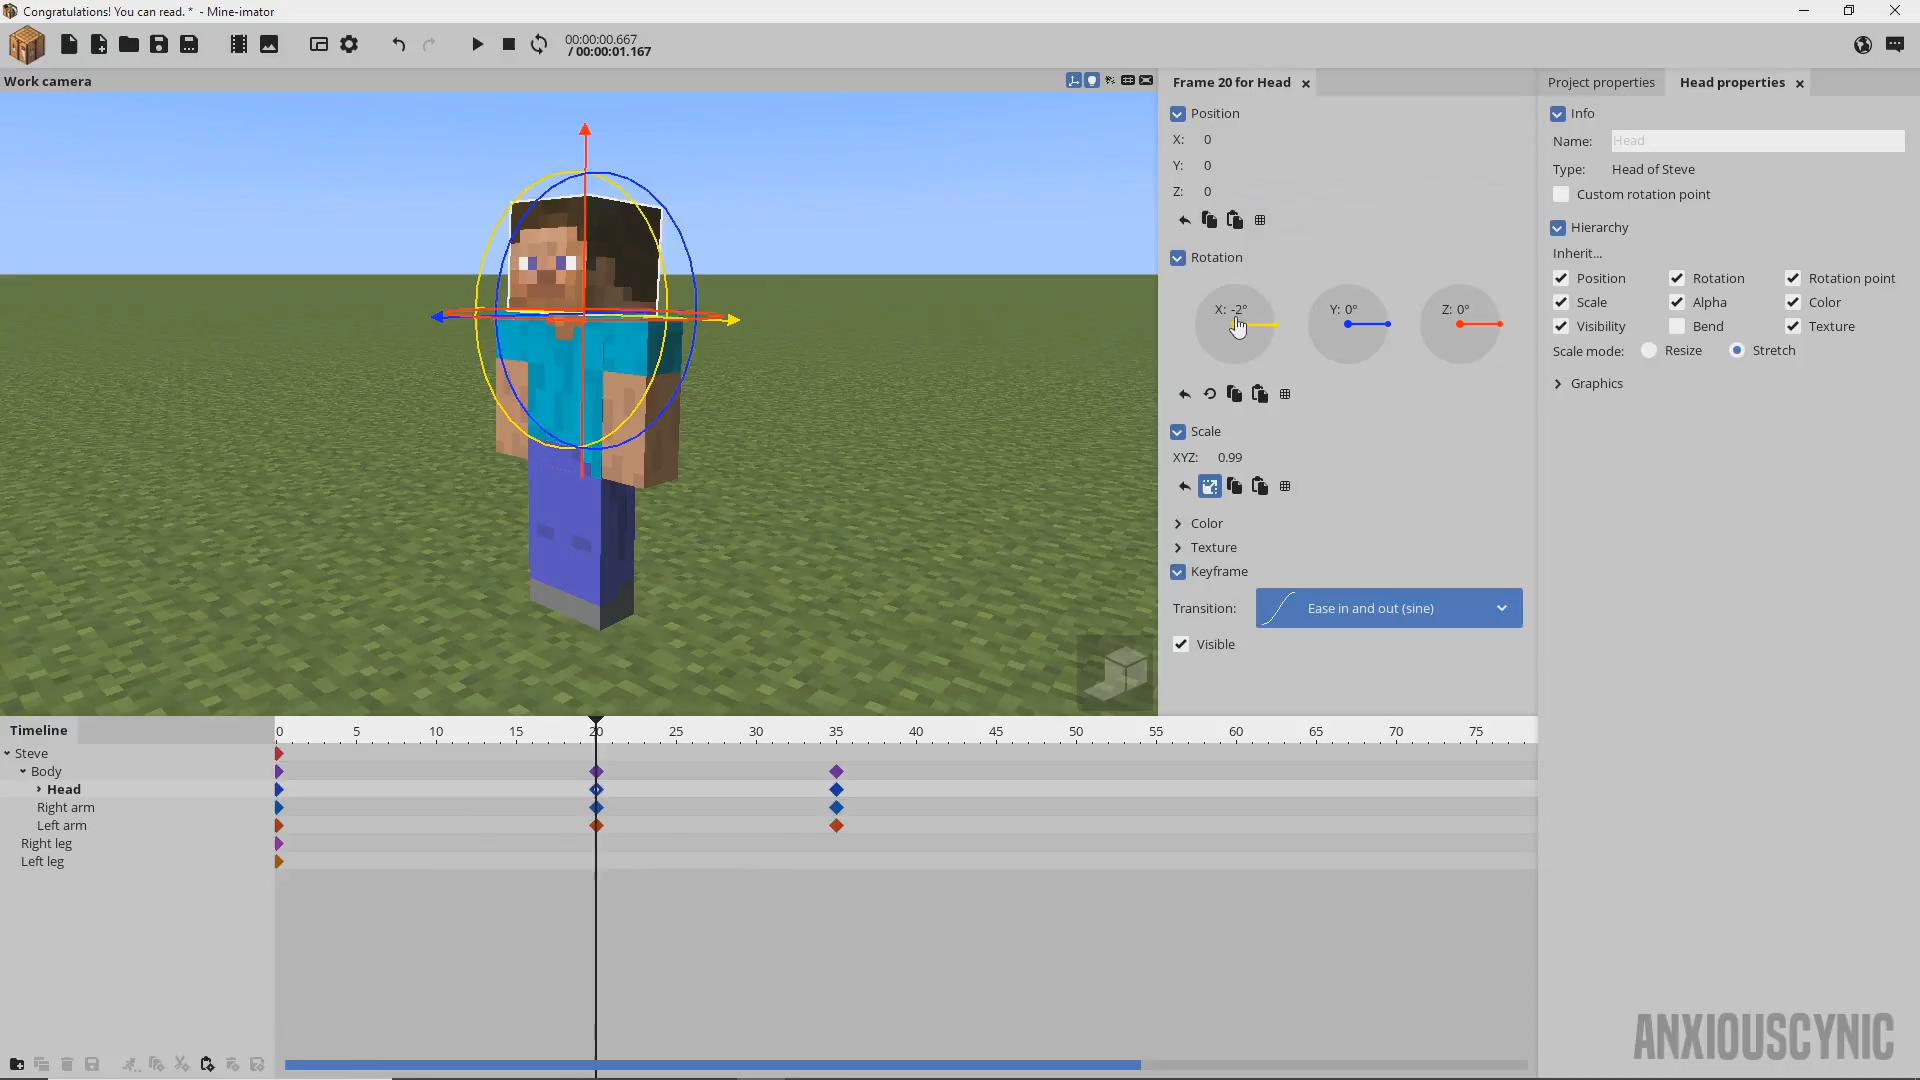 Congratulations! You can read. * - Mine-imator
00:00:00.667
/ 00:00:01.167
Work camera
Frame 20 for Head
Position
X: 0
Y: 0
Z: 0
Rotation
X: -2° Y: 0° Z: 0°
Scale
XYZ: 0.99
Color
Texture
Keyframe
Transition: Ease in and out (sine)
Visible
Project properties Head properties
Info
Name: Head
Type: Head of Steve
Custom rotation point
Hierarchy
Inherit...
Position Rotation Rotation point
Scale Alpha Color
Visibility Bend Texture
Scale mode: Resize Stretch
Graphics
Timeline
0 5 10 15 20 25 30 35 40 45 50 55 60 65 70 75
Steve
Body
Head
Right arm
Left arm
Right leg
Left leg
ANXIOUSCYNIC